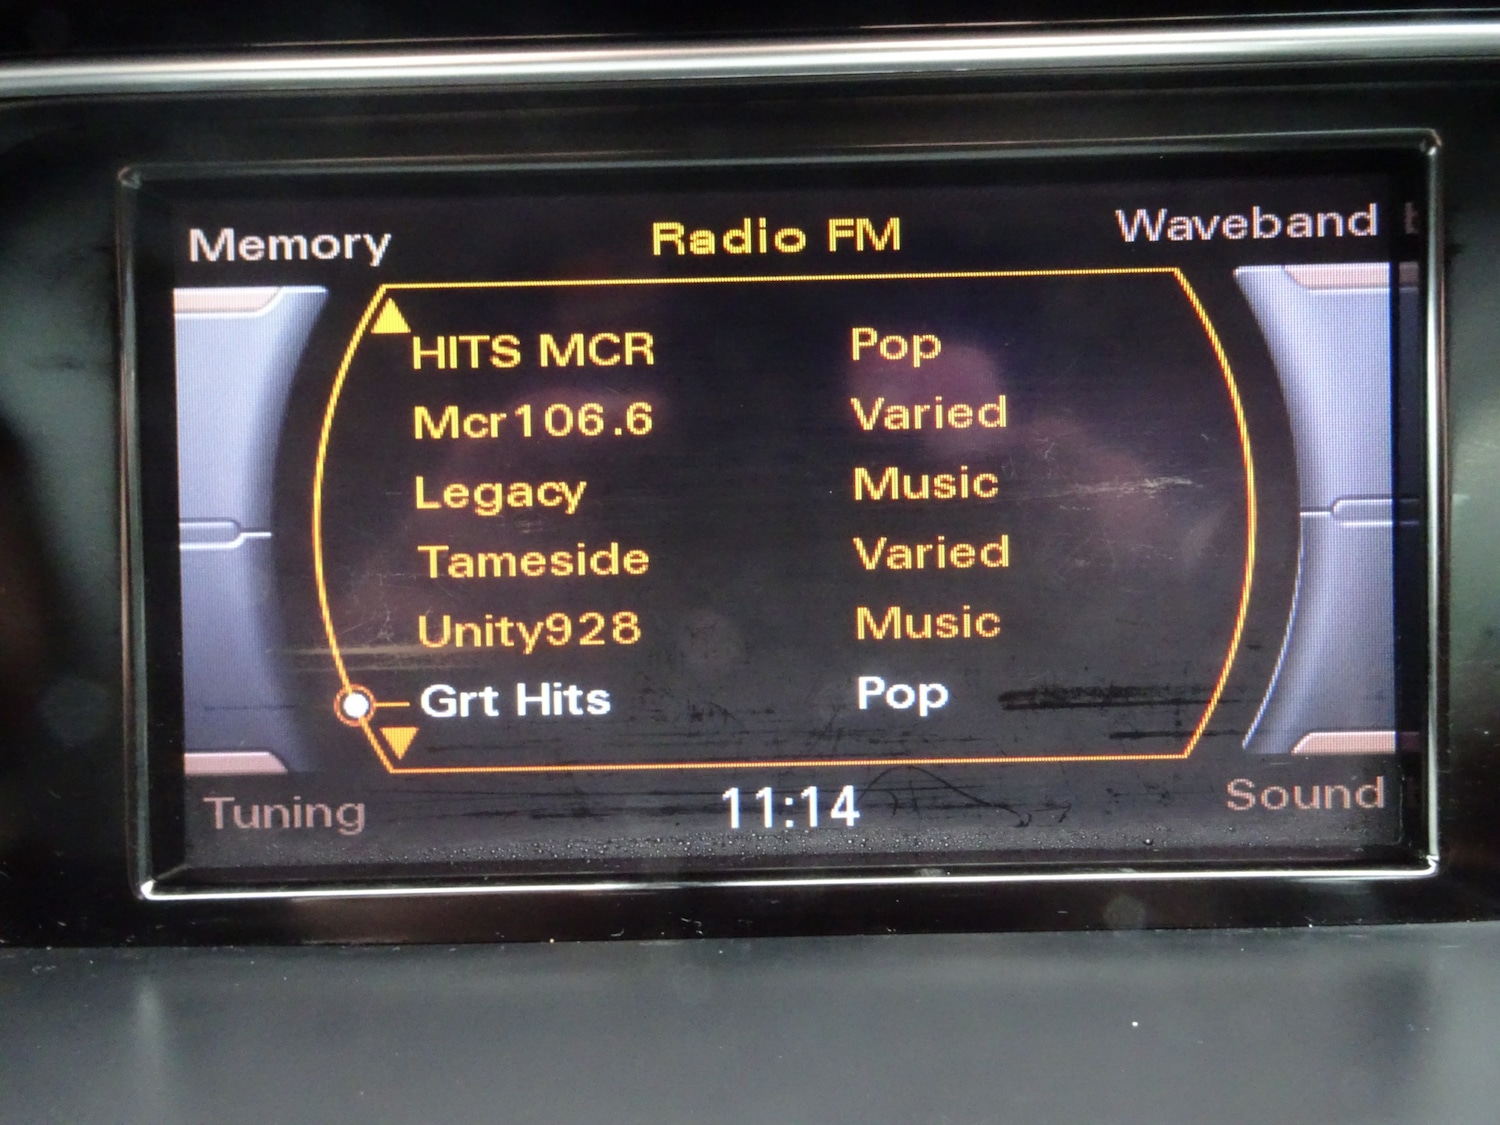 Memory Radio FM Waveband
HITS MCR Pop
Mcr106.6 Varied
Legacy Music
Tameside Varied
Unity928 Music
Grt Hits Pop
Tuning 11:14 Sound